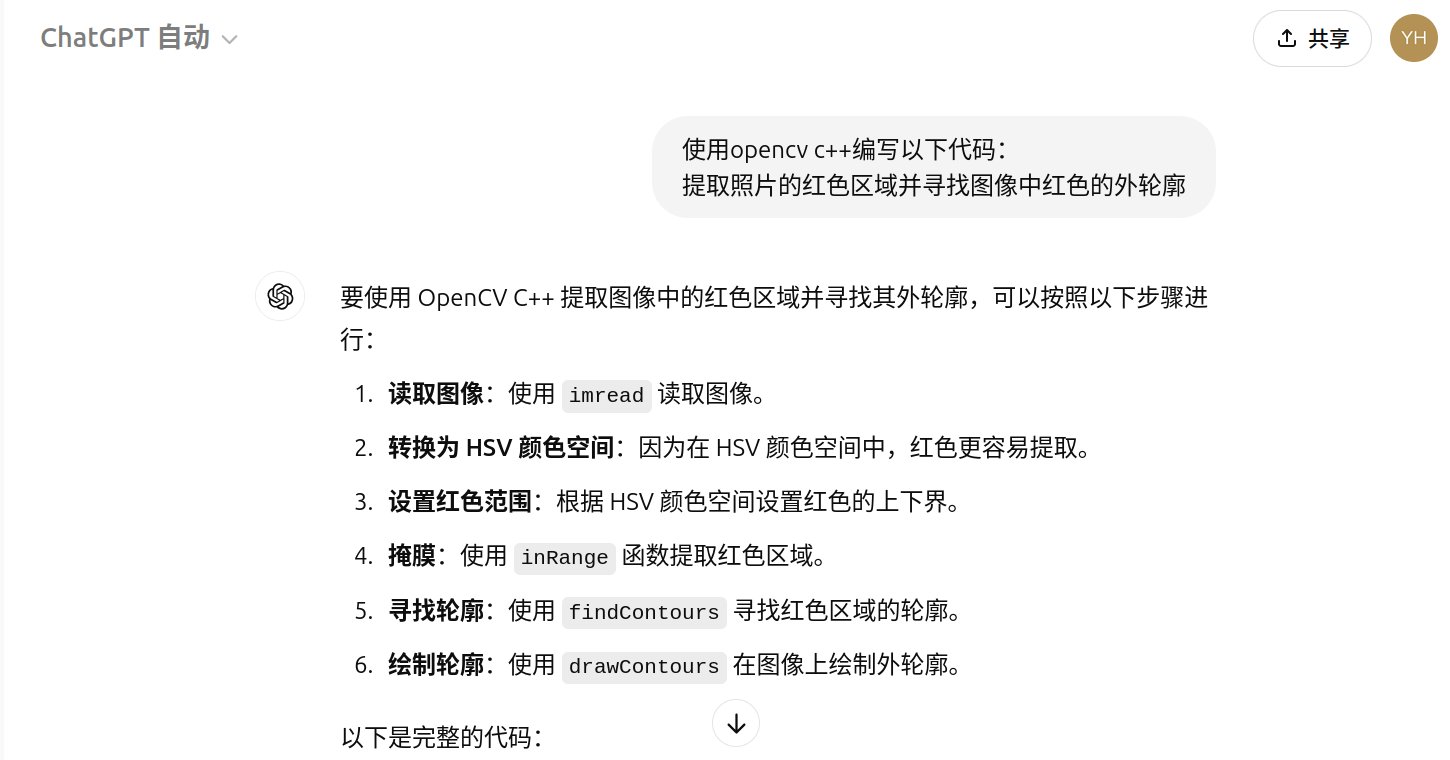 ChatGPT 自动
共享
YH
使用opencv c++编写以下代码：
提取照片的红色区域并寻找图像中红色的外轮廓
要使用 OpenCV C++ 提取图像中的红色区域并寻找其外轮廓，可以按照以下步骤进
行：
1. 读取图像：使用 imread 读取图像。
2. 转换为 HSV 颜色空间：因为在 HSV 颜色空间中，红色更容易提取。
3. 设置红色范围：根据 HSV 颜色空间设置红色的上下界。
4. 掩膜：使用 inRange 函数提取红色区域。
5. 寻找轮廓：使用 findContours 寻找红色区域的轮廓。
6. 绘制轮廓：使用 drawContours 在图像上绘制外轮廓。
以下是完整的代码：